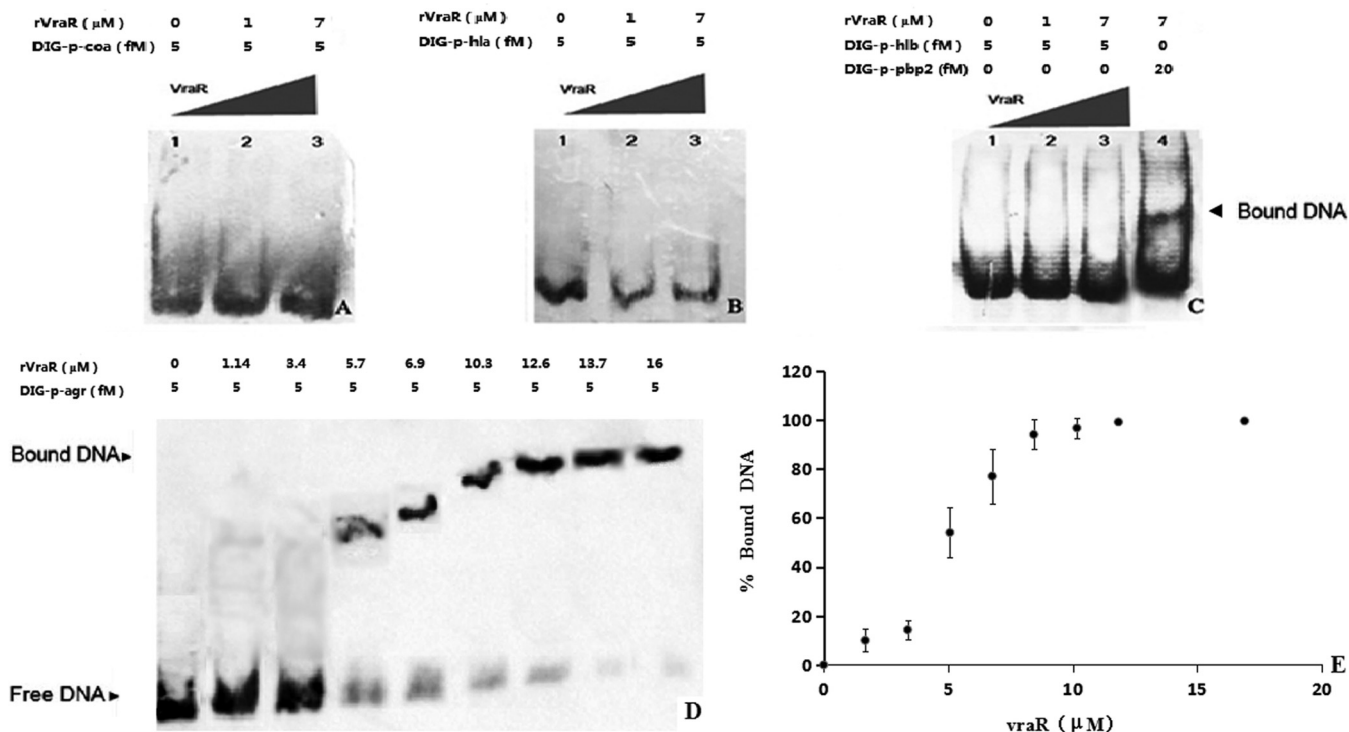 rVraR (μM) 0 1 7
DIG-p-coa (fM) 5 5 5
VraR
1 2 3
A
rVraR (μM) 0 1 7
DIG-p-hla (fM) 5 5 5
VraR
1 2 3
B
rVraR (μM) 0 1 7 7
DIG-p-hlb (fM) 5 5 5 0
DIG-p-pbp2 (fM) 0 0 0 20
VraR
1 2 3 4
Bound DNA
C
rVraR (μM) 0 1.14 3.4 5.7 6.9 10.3 12.6 13.7 16
DIG-p-agr (fM) 5 5 5 5 5 5 5 5 5
Bound DNA
Free DNA
D
% Bound DNA
120
100
80
60
40
20
0
0 5 10 15 20
vraR (μM)
E